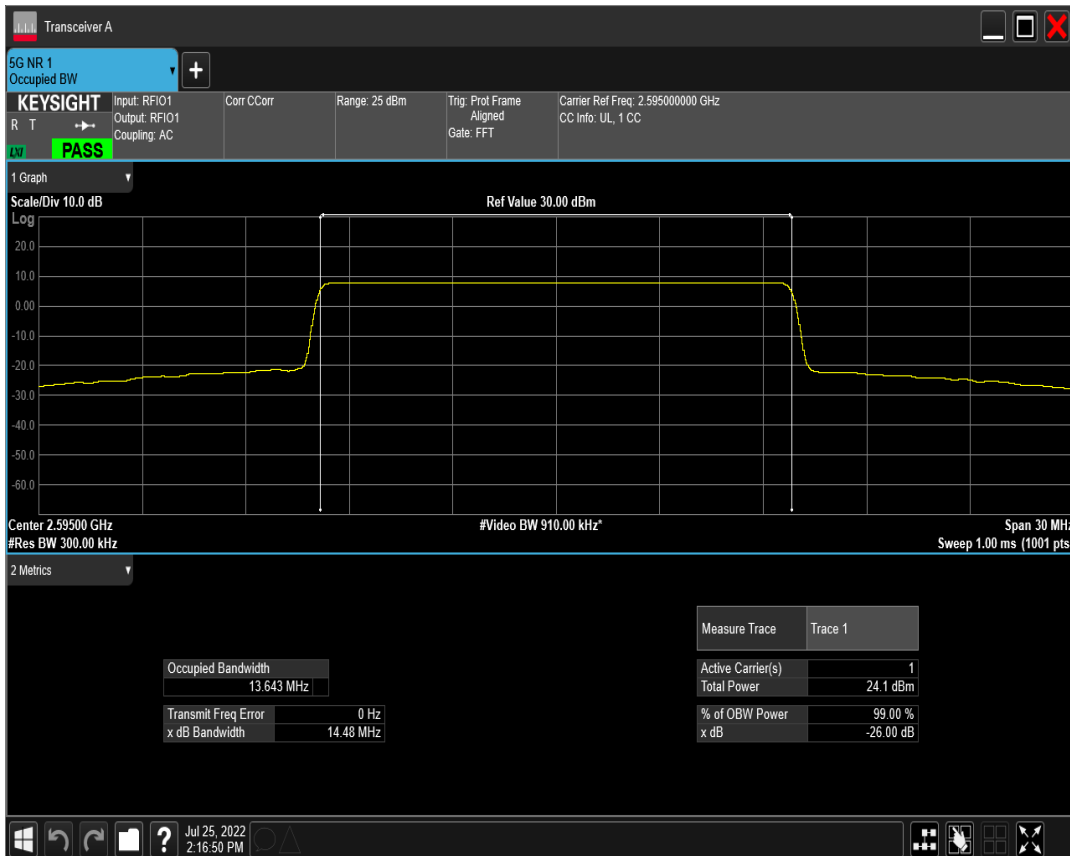 Transceiver A
5G NR 1
Occupied BW
+
KEYSIGHT
R T
LXI
PASS
Input: RFIO1
Output: RFIO1
Coupling: AC
Corr CCorr
Range: 25 dBm
Trig: Prot Frame
Aligned
Gate: FFT
Carrier Ref Freq: 2.595000000 GHz
CC Info: UL, 1 CC
1 Graph
Scale/Div 10.0 dB
Ref Value 30.00 dBm
Log
20.0
10.0
0.00
-10.0
-20.0
-30.0
-40.0
-50.0
-60.0
Center 2.59500 GHz
#Video BW 910.00 kHz*
Span 30 MHz
#Res BW 300.00 kHz
Sweep 1.00 ms (1001 pts
2 Metrics
Measure Trace Trace 1
Occupied Bandwidth
13.643 MHz
Active Carrier(s) 1
Total Power 24.1 dBm
Transmit Freq Error 0 Hz
x dB Bandwidth 14.48 MHz
% of OBW Power 99.00 %
x dB -26.00 dB
?
Jul 25, 2022
2:16:50 PM